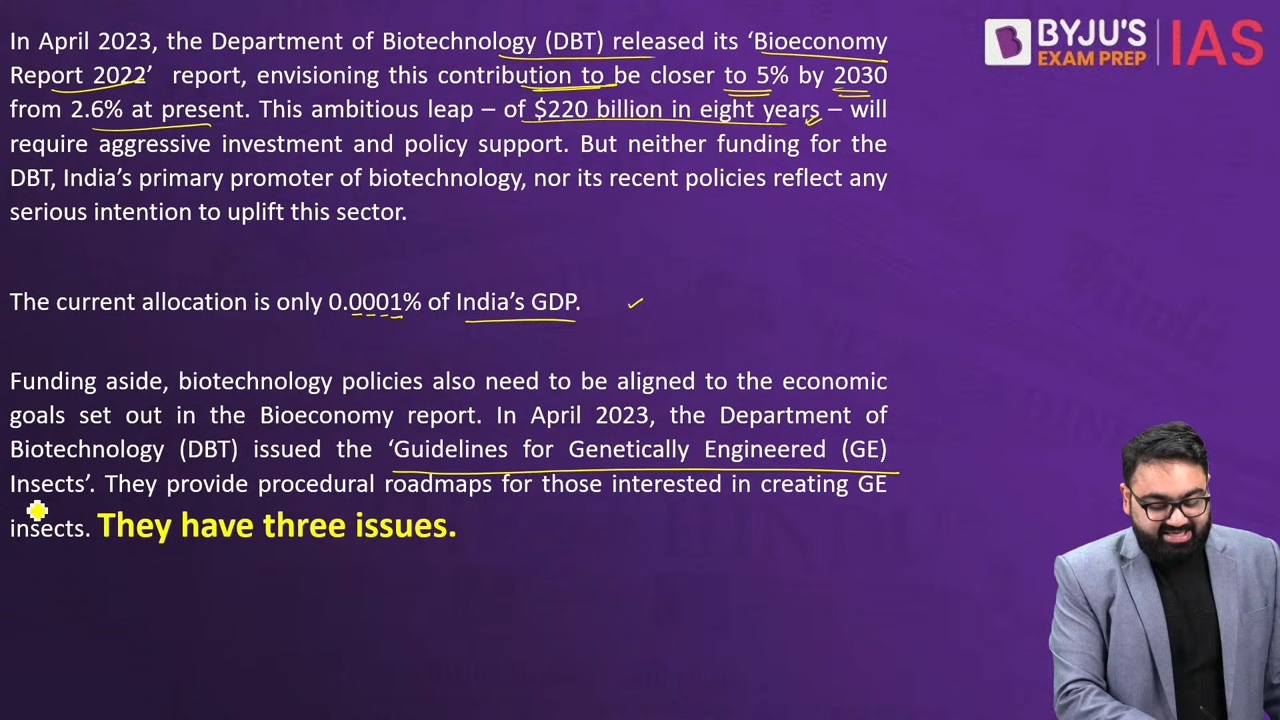 In April 2023, the Department of Biotechnology (DBT) released its ‘Bioeconomy
Report 2022’ report, envisioning this contribution to be closer to 5% by 2030
from 2.6% at present. This ambitious leap – of $220 billion in eight years – will
require aggressive investment and policy support. But neither funding for the
DBT, India’s primary promoter of biotechnology, nor its recent policies reflect any
serious intention to uplift this sector.
The current allocation is only 0.0001% of India’s GDP.
Funding aside, biotechnology policies also need to be aligned to the economic
goals set out in the Bioeconomy report. In April 2023, the Department of
Biotechnology (DBT) issued the ‘Guidelines for Genetically Engineered (GE)
Insects’. They provide procedural roadmaps for those interested in creating GE
insects. They have three issues.
BYJU'S
EXAM PREP
IAS